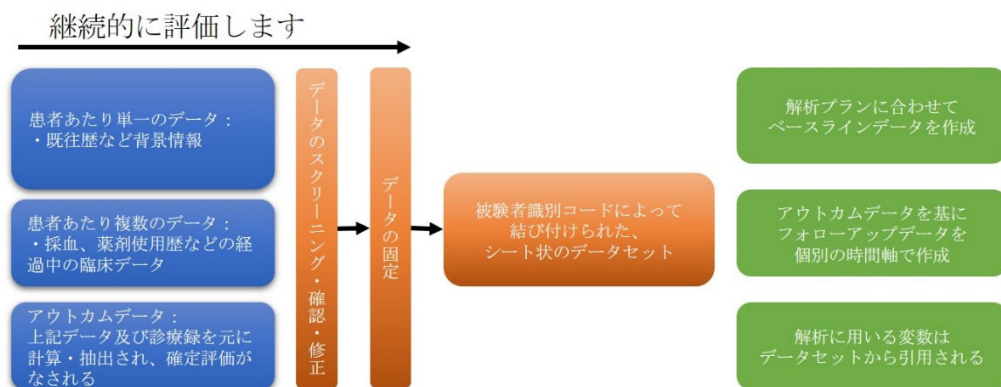 継続的に評価します
患者あたり単一のデータ：
・既往歴など背景情報
患者あたり複数のデータ：
・採血、薬剤使用歴などの経
過中の臨床データ
アウトカムデータ：
上記データ及び診療録を元に
計算・抽出され、確定評価が
なされる
データのスクリーニング・確認・修正
データの固定
被験者識別コードによって
結び付けられた、
シート状のデータセット
解析プランに合わせて
ベースラインデータを作成
アウトカムデータを基に
フォローアップデータを
個別の時間軸で作成
解析に用いる変数は
データセットから引用される